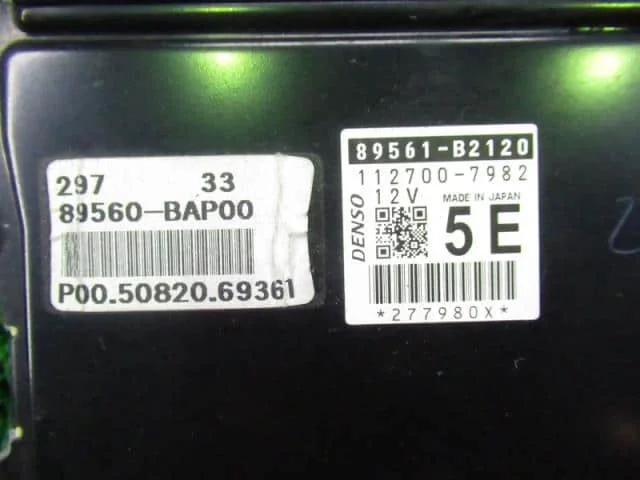 297 33
89560-BAP00
P00.50820.69361
89561-B2120
112700-7982
DENSO
12V MADE IN JAPAN
5E
*277980X*